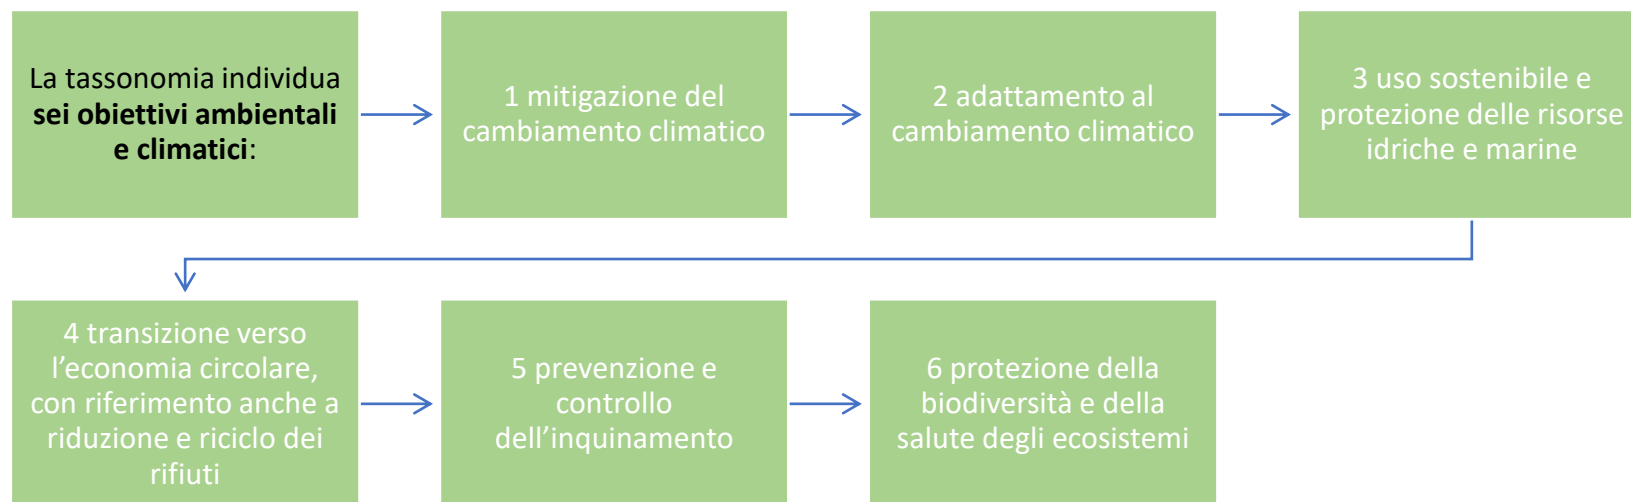 La tassonomia individua
sei obiettivi ambientali
e climatici:
1 mitigazione del
cambiamento climatico
2 adattamento al
cambiamento climatico
3 uso sostenibile e
protezione delle risorse
idriche e marine
4 transizione verso
l’economia circolare,
con riferimento anche a
riduzione e riciclo dei
rifiuti
5 prevenzione e
controllo
dell’inquinamento
6 protezione della
biodiversità e della
salute degli ecosistemi